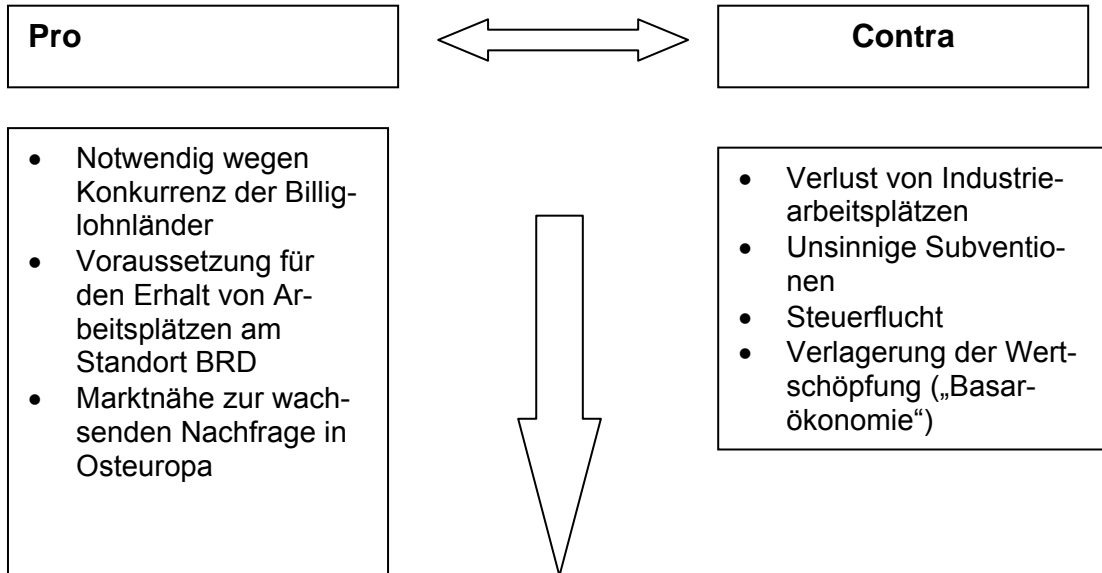 Pro
Contra
• Notwendig wegen
Konkurrenz der Billig-
lohnländer
• Voraussetzung für
den Erhalt von Ar-
beitsplätzen am
Standort BRD
• Marktnähe zur wach-
senden Nachfrage in
Osteuropa
• Verlust von Industrie-
arbeitsplätzen
• Unsinnige Subventio-
nen
• Steuerflucht
• Verlagerung der Wert-
schöpfung („Basar-
ökonomie“)